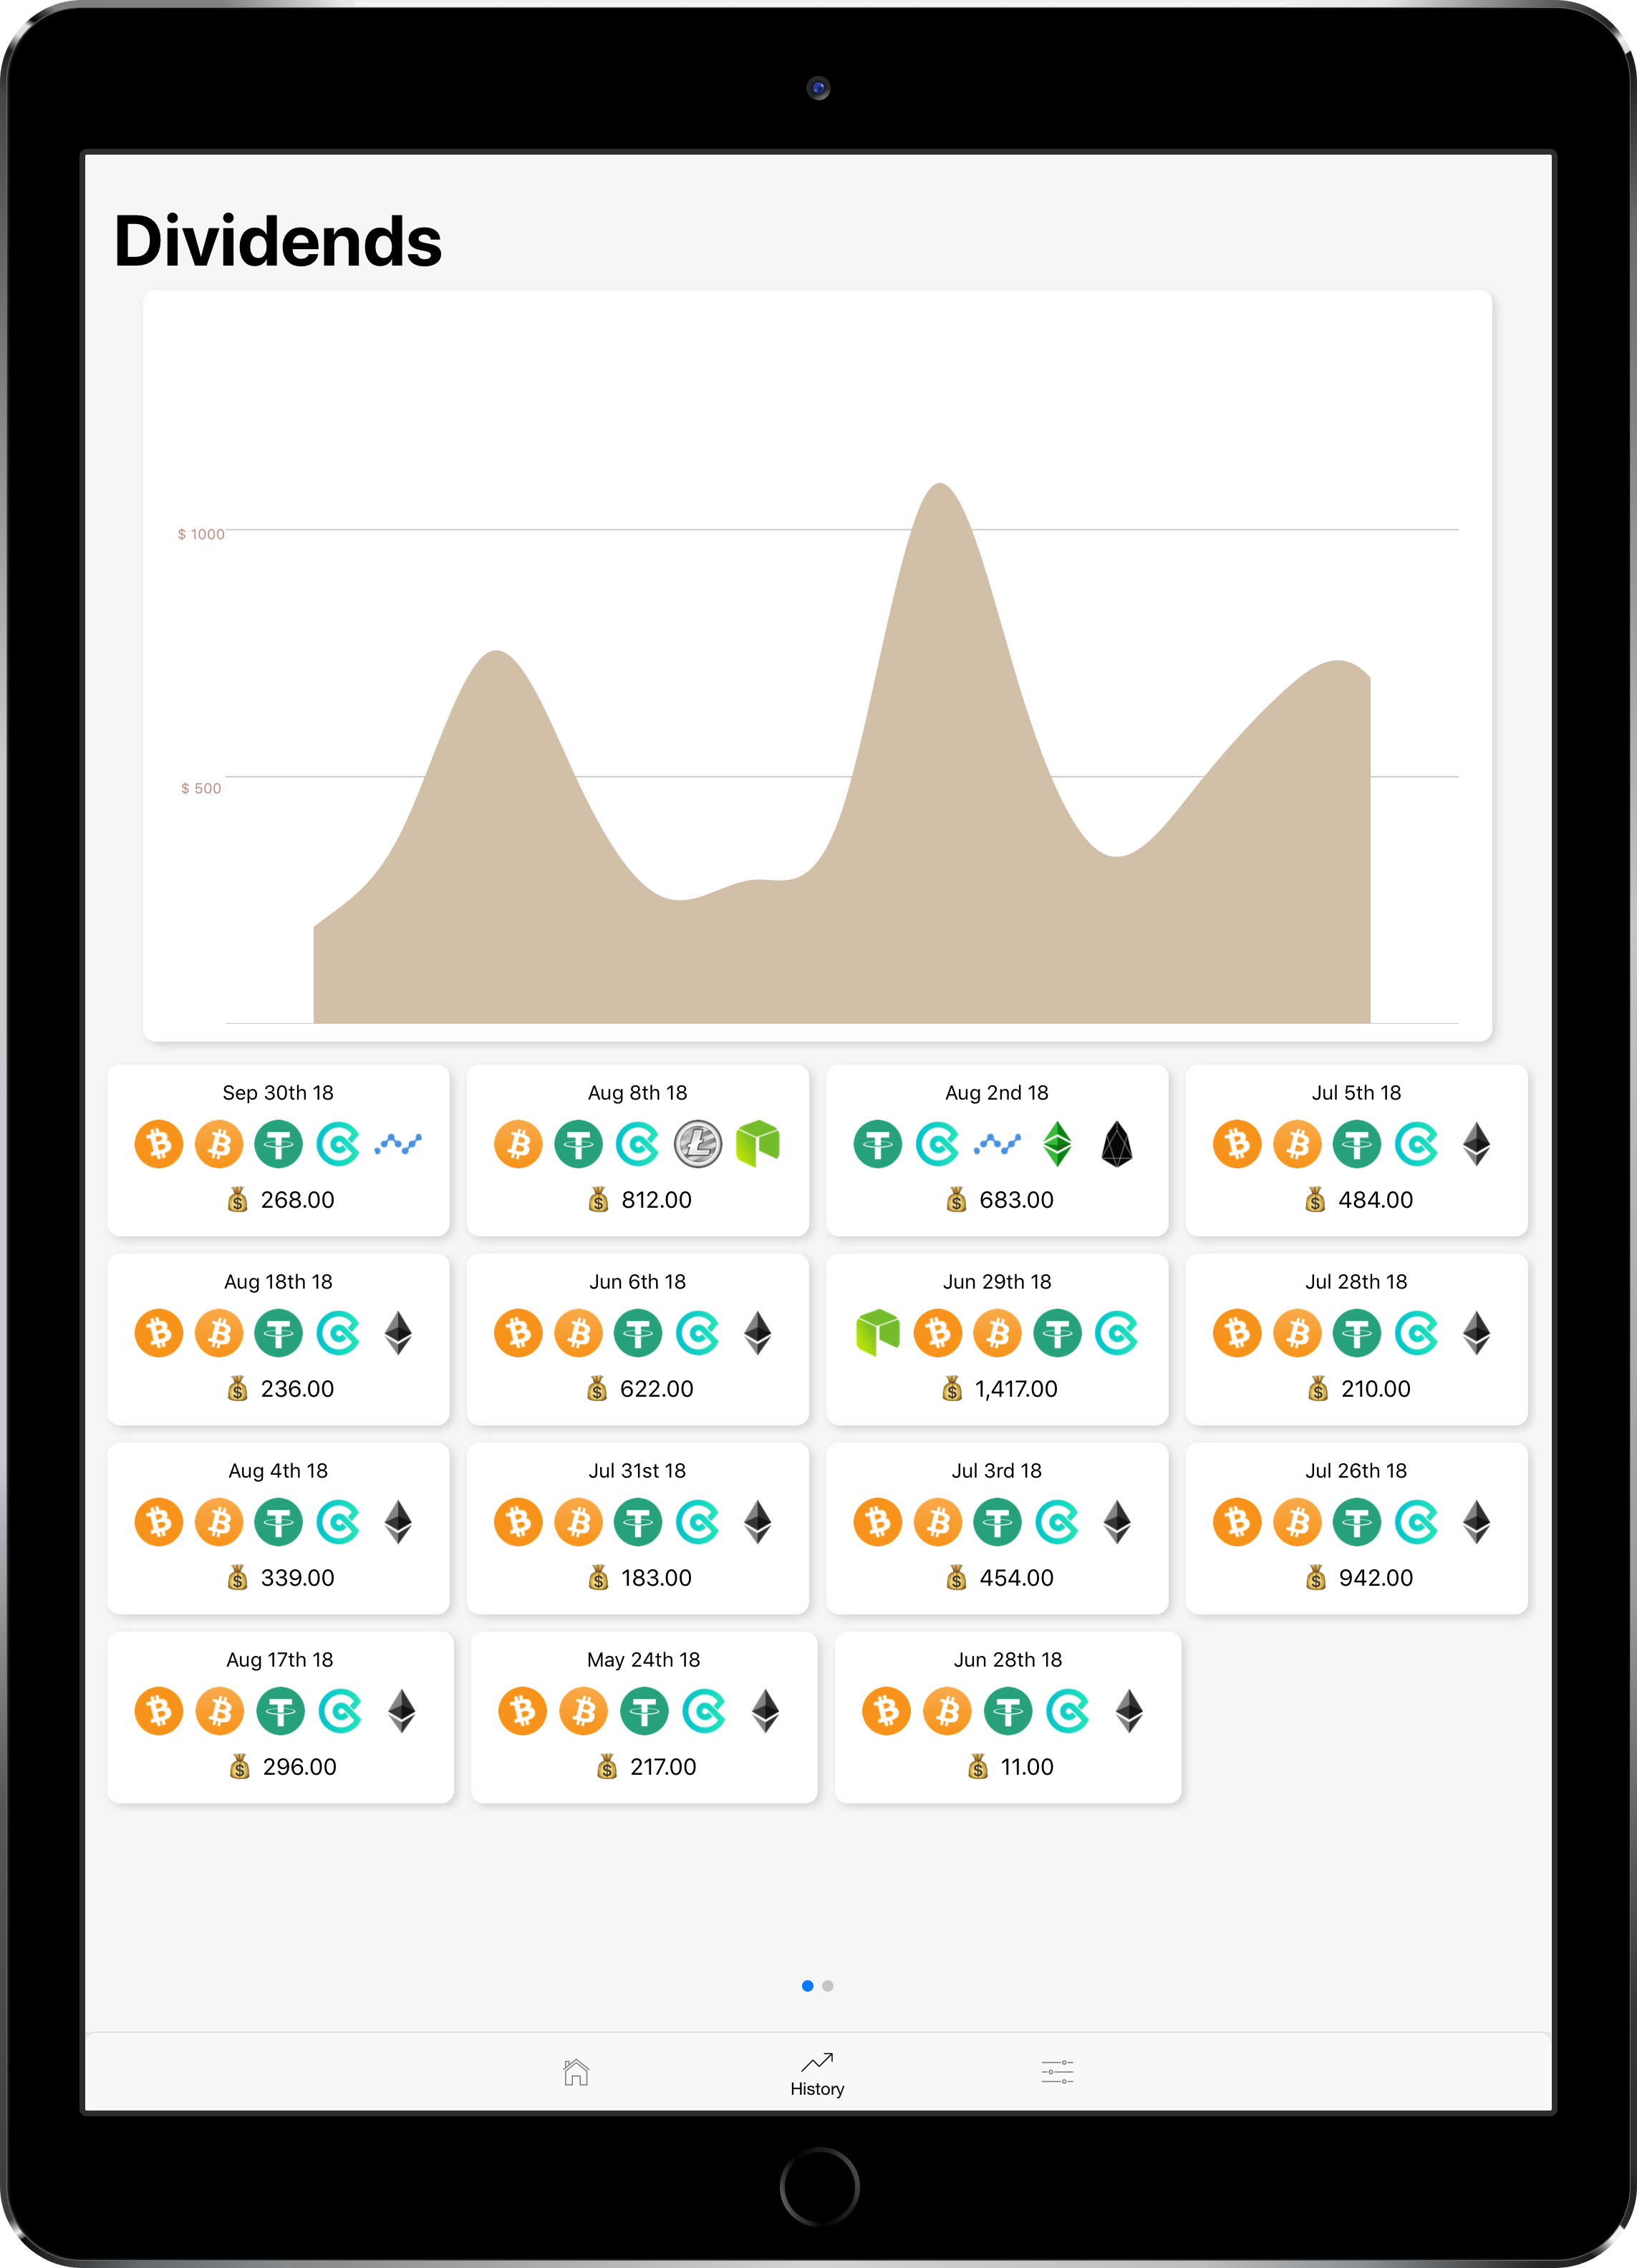 Dividends
$ 1000
$ 500
Sep 30th 18
268.00
Aug 8th 18
812.00
Aug 2nd 18
683.00
Jul 5th 18
484.00
Aug 18th 18
236.00
Jun 6th 18
622.00
Jun 29th 18
1,417.00
Jul 28th 18
210.00
Aug 4th 18
339.00
Jul 31st 18
183.00
Jul 3rd 18
454.00
Jul 26th 18
942.00
Aug 17th 18
296.00
May 24th 18
217.00
Jun 28th 18
11.00
History